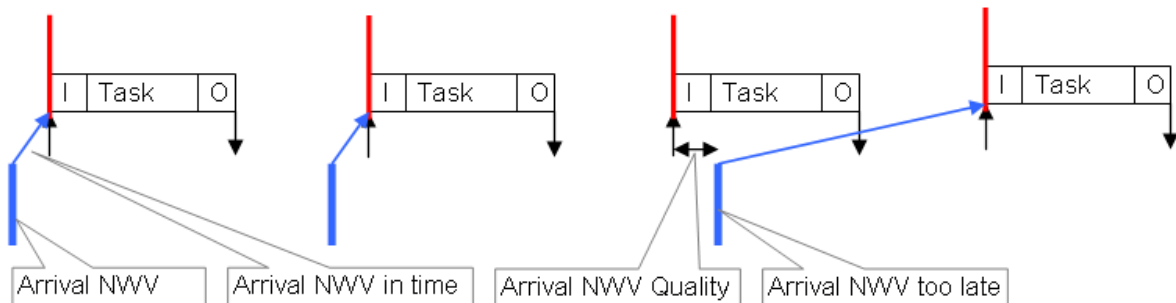 I Task O
I Task O
I Task O
I Task O
Arrival NWV
Arrival NWV in time
Arrival NWV Quality
Arrival NWV too late